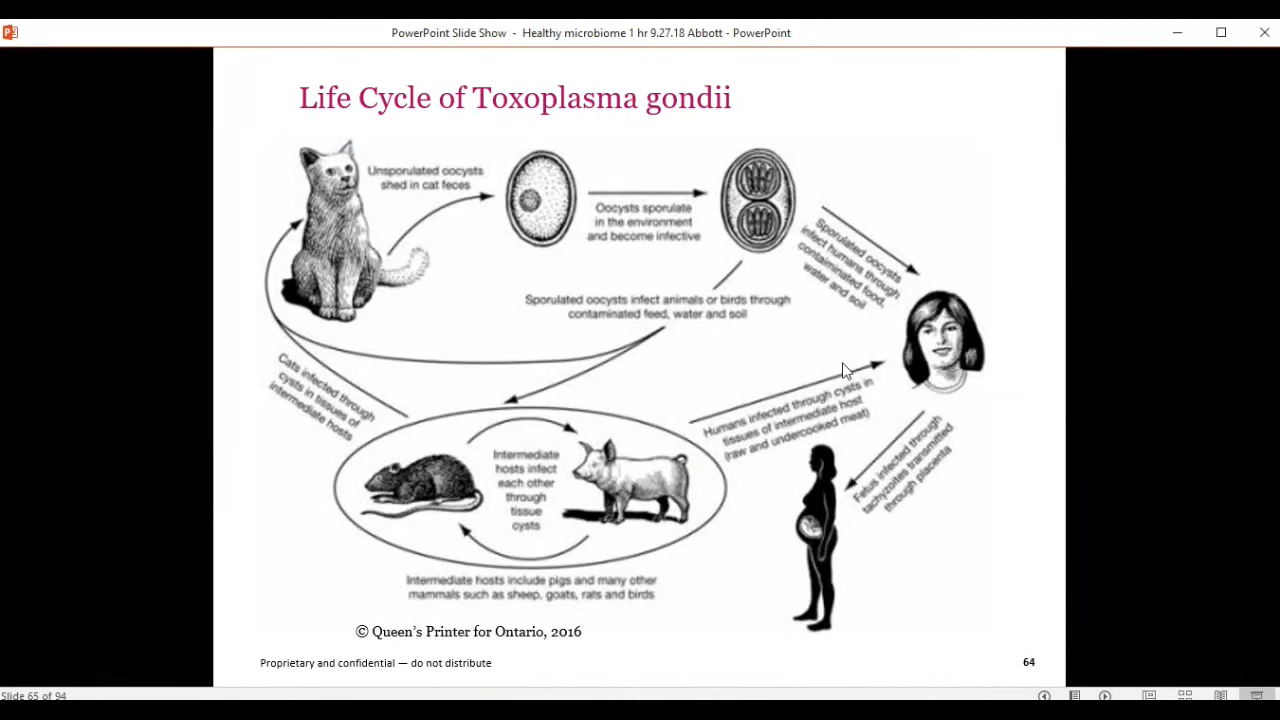 PowerPoint Slide Show - Healthy microbiome 1 hr 9.27.18 Abbott - PowerPoint
Life Cycle of Toxoplasma gondii
Unsporulated oocysts
shed in cat feces
Oocysts sporulate
in the environment
and become infective
Sporulated oocysts
infect humans through
contaminated food,
water and soil
Sporulated oocysts infect animals or birds through
contaminated feed, water and soil
Cats infected through
cysts in tissues of
intermediate hosts
Humans infected through cysts in
tissues of intermediate host
(raw and undercooked meat)
Fetus infected through
tachyzoites transmitted
through placenta
Intermediate
hosts infect
each other
through
tissue
cysts
Intermediate hosts include pigs and many other
mammals such as sheep, goats, rats and birds
© Queen's Printer for Ontario, 2016
Proprietary and confidential — do not distribute
64
Slide 65 of 94